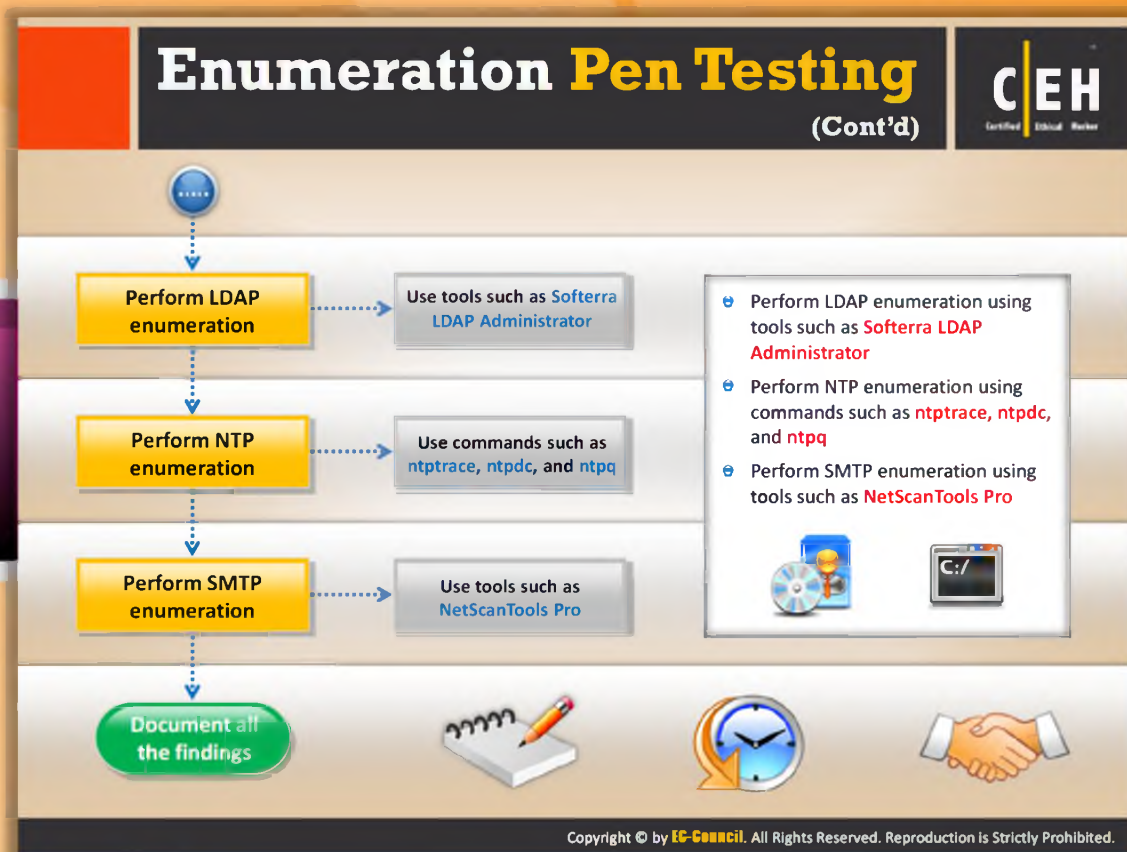 Enumeration Pen Testing
(Cont'd)
CEH
Certified Ethical Hacker
Perform LDAP
enumeration
Use tools such as Softerra
LDAP Administrator
Perform NTP
enumeration
Use commands such as
ntptrace, ntpdc, and ntpq
Perform SMTP
enumeration
Use tools such as
NetScanTools Pro
Document all
the findings
Perform LDAP enumeration using
tools such as Softerra LDAP
Administrator
Perform NTP enumeration using
commands such as ntptrace, ntpdc,
and ntpq
Perform SMTP enumeration using
tools such as NetScanTools Pro
C:/
Copyright © by EC-Council. All Rights Reserved. Reproduction is Strictly Prohibited.